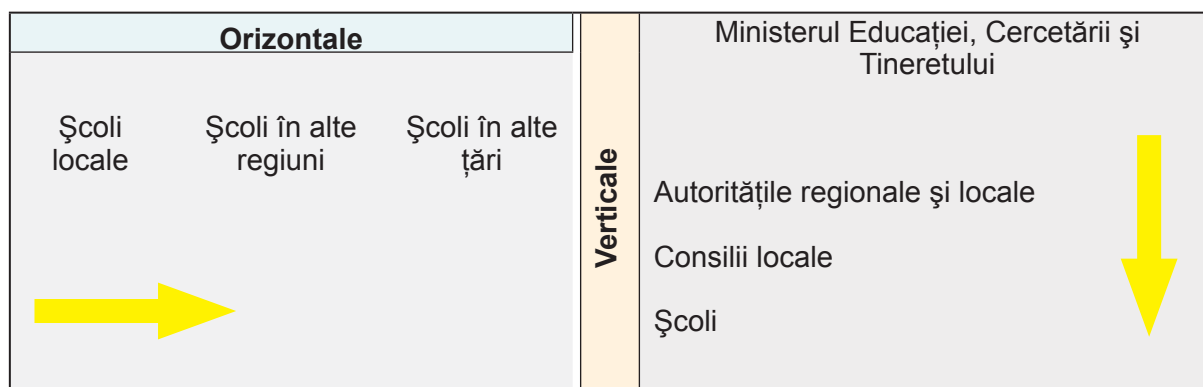 Orizontale
Şcoli
locale
Şcoli în alte
regiuni
Şcoli în alte
ţări
Verticale
Ministerul Educaţiei, Cercetării şi
Tineretului
Autorităţile regionale şi locale
Consilii locale
Şcoli